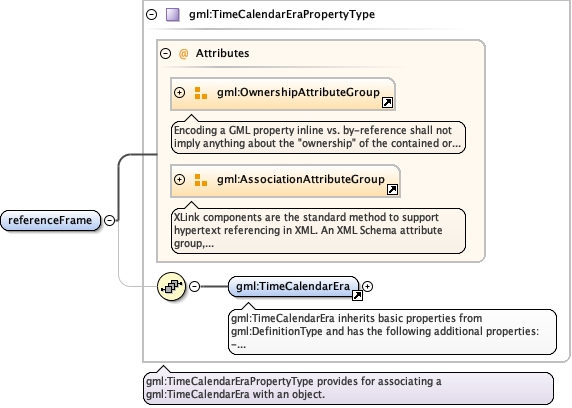 gml:TimeCalendarEraPropertyType
@ Attributes
gml:OwnershipAttributeGroup
Encoding a GML property inline vs. by-reference shall not
imply anything about the "ownership" of the contained or...
gml:AssociationAttributeGroup
XLink components are the standard method to support
hypertext referencing in XML. An XML Schema attribute
group,...
referenceFrame
gml:TimeCalendarEra
gml:TimeCalendarEra inherits basic properties from
gml:DefinitionType and has the following additional properties:
-...
gml:TimeCalendarEraPropertyType provides for associating a
gml:TimeCalendarEra with an object.